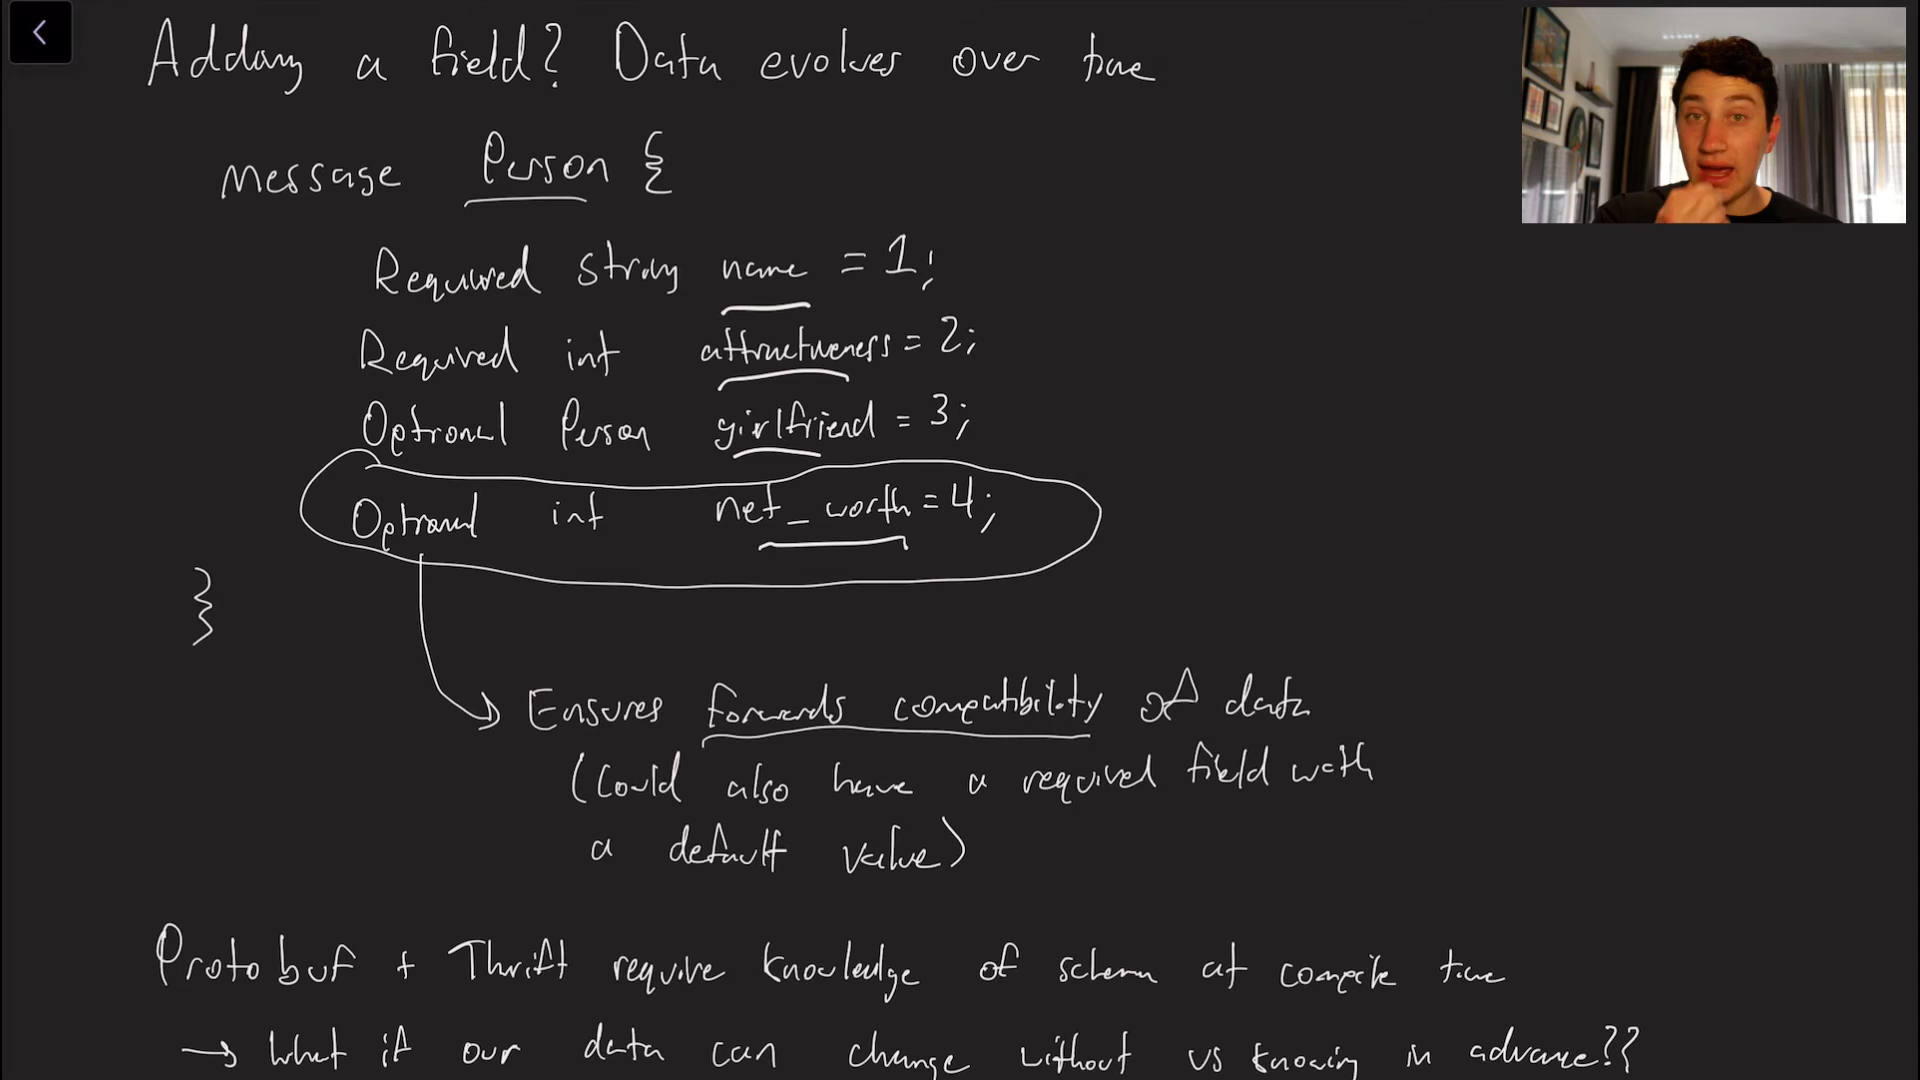 Adding a field? Data evolves over time
message Person {
Required string name = 1;
Required int attractiveness = 2;
Optional Person girlfriend = 3;
Optional int net_worth = 4;
}
→ Ensures forwards compatibility of data
(Could also have a required field with
a default value)
Protobuf + Thrift require knowledge of schema at compile time
→ What if our data can change without us knowing in advance??